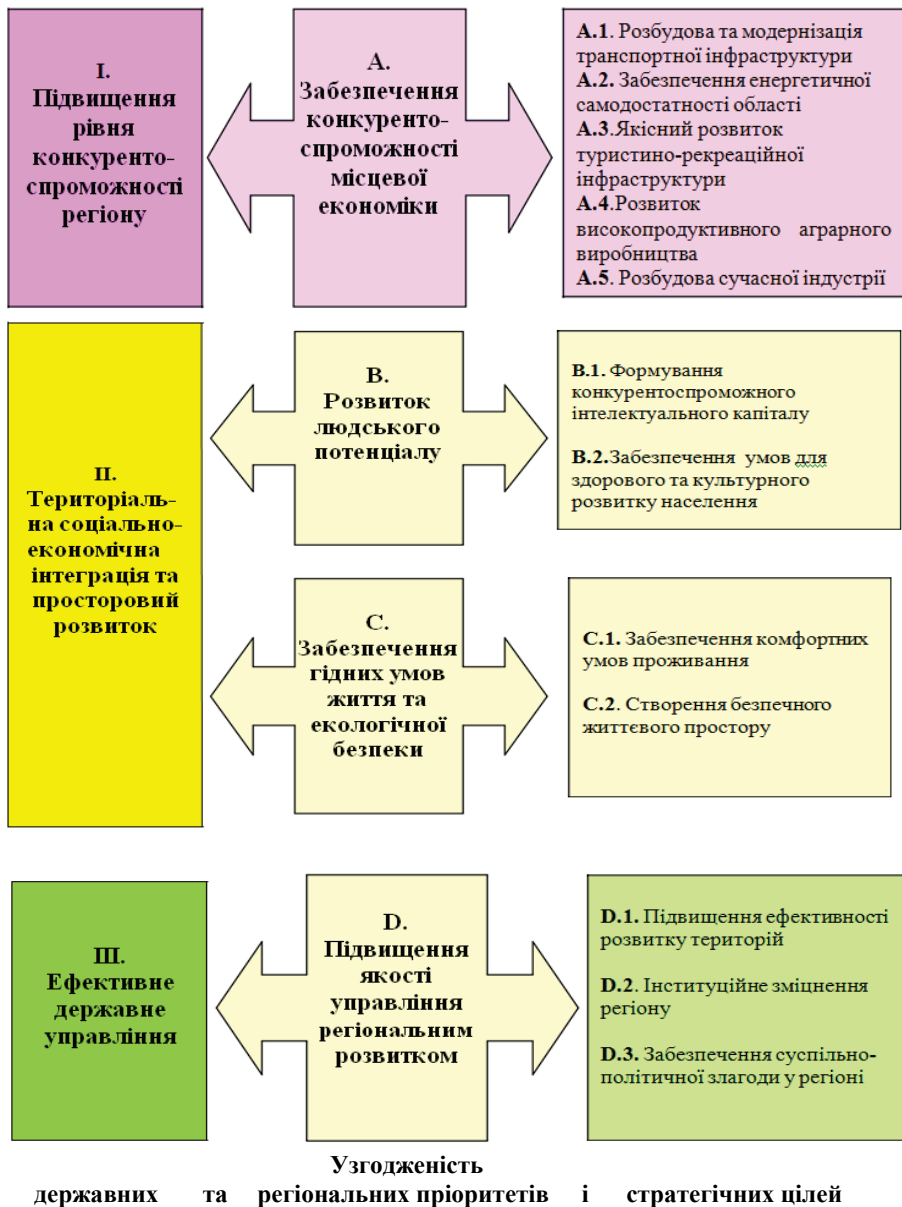 I.
Підвищення
рівня
конкуренто-
спроможності
регіону
A.
Забезпечення
конкуренто-
спроможності
місцевої
економіки
A.1. Розбудова та модернізація
транспортної інфраструктури
A.2. Забезпечення енергетичної
самодостатності області
A.3.Якісний розвиток
туристино-рекреаційної
інфраструктури
A.4.Розвиток
високопродуктивного аграрного
виробництва
A.5. Розбудова сучасної індустрії
II.
Територіаль-
на соціально-
економічна
інтеграція та
просторовий
розвиток
B.
Розвиток
людського
потенціалу
B.1. Формування
конкурентоспроможного
інтелектуального капіталу
B.2.Забезпечення умов для
здорового та культурного
розвитку населення
C.
Забезпечення
гідних умов
життя та
екологічної
безпеки
C.1. Забезпечення комфортних
умов проживання
C.2. Створення безпечного
життєвого простору
III.
Ефективне
державне
управління
D.
Підвищення
якості
управління
регіональним
розвитком
D.1. Підвищення ефективності
розвитку територій
D.2. Інституційне зміцнення
регіону
D.3. Забезпечення суспільно-
політичної злагоди у регіоні
Узгодженість
державних та регіональних пріоритетів і стратегічних цілей